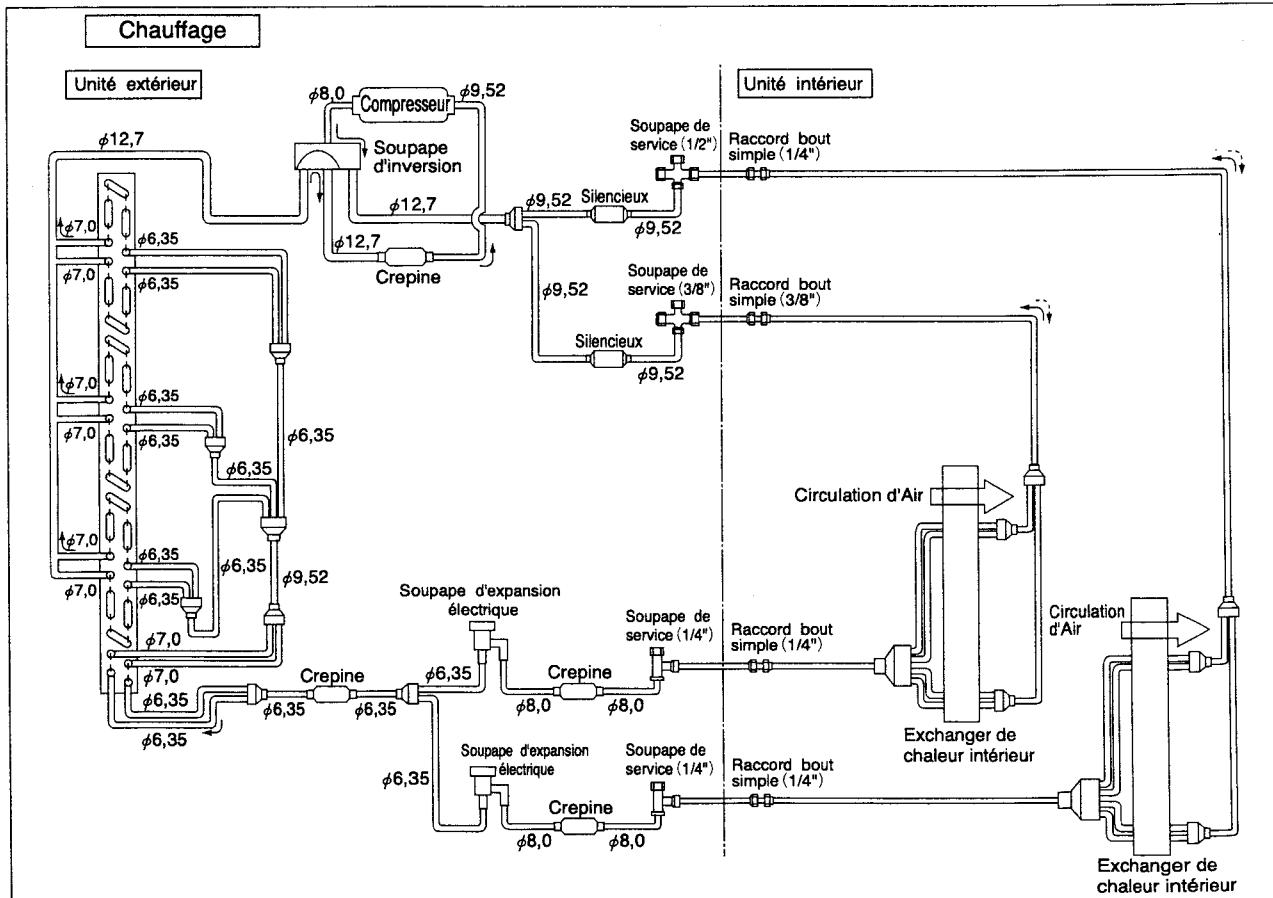 Chauffage
Unité extérieur
Unité intérieur
φ8,0
Compresseur
φ9,52
φ12,7
Soupape
d'inversion
Soupape de
service (1/2")
Raccord bout
simple (1/4")
φ12,7
φ9,52
Silencieux
φ9,52
φ12,7
Crepine
φ7,0
φ6,35
φ7,0
φ6,35
φ9,52
Soupape de
service (3/8")
Raccord bout
simple (3/8")
Silencieux
φ9,52
φ7,0
φ6,35
φ7,0
φ6,35
φ6,35
φ6,35
Circulation d'Air
φ7,0
φ6,35
φ6,35
φ9,52
φ7,0
φ6,35
φ7,0
φ7,0
Soupape d'expansion
électrique
Soupape de
service (1/4")
Raccord bout
simple (1/4")
Circulation
d'Air
Crepine
φ6,35
φ6,35
φ6,35
φ6,35
φ6,35
Crepine
φ8,0
φ8,0
Exchanger de
chaleur intérieur
Soupape d'expansion
électrique
Soupape de
service (1/4")
Raccord bout
simple (1/4")
φ6,35
Crepine
φ8,0
φ8,0
Exchanger de
chaleur intérieur